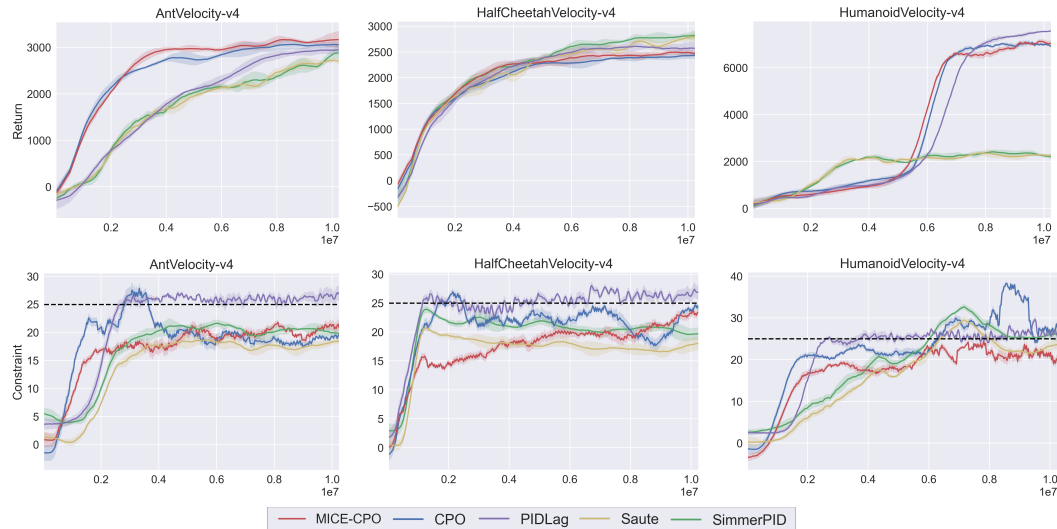 AntVelocity-v4
HalfCheetahVelocity-v4
HumanoidVelocity-v4
Return
3000
2000
1000
0
0.2 0.4 0.6 0.8 1.0
1e7
3000
2500
2000
1500
1000
500
0
−500
0.2 0.4 0.6 0.8 1.0
1e7
6000
4000
2000
0
0.2 0.4 0.6 0.8 1.0
1e7
AntVelocity-v4
HalfCheetahVelocity-v4
HumanoidVelocity-v4
Constraint
30
25
20
15
10
5
0
0.2 0.4 0.6 0.8 1.0
1e7
30
25
20
15
10
5
0
0.2 0.4 0.6 0.8 1.0
1e7
40
30
20
10
0
0.2 0.4 0.6 0.8 1.0
1e7
MICE-CPO CPO PIDLag Saute SimmerPID